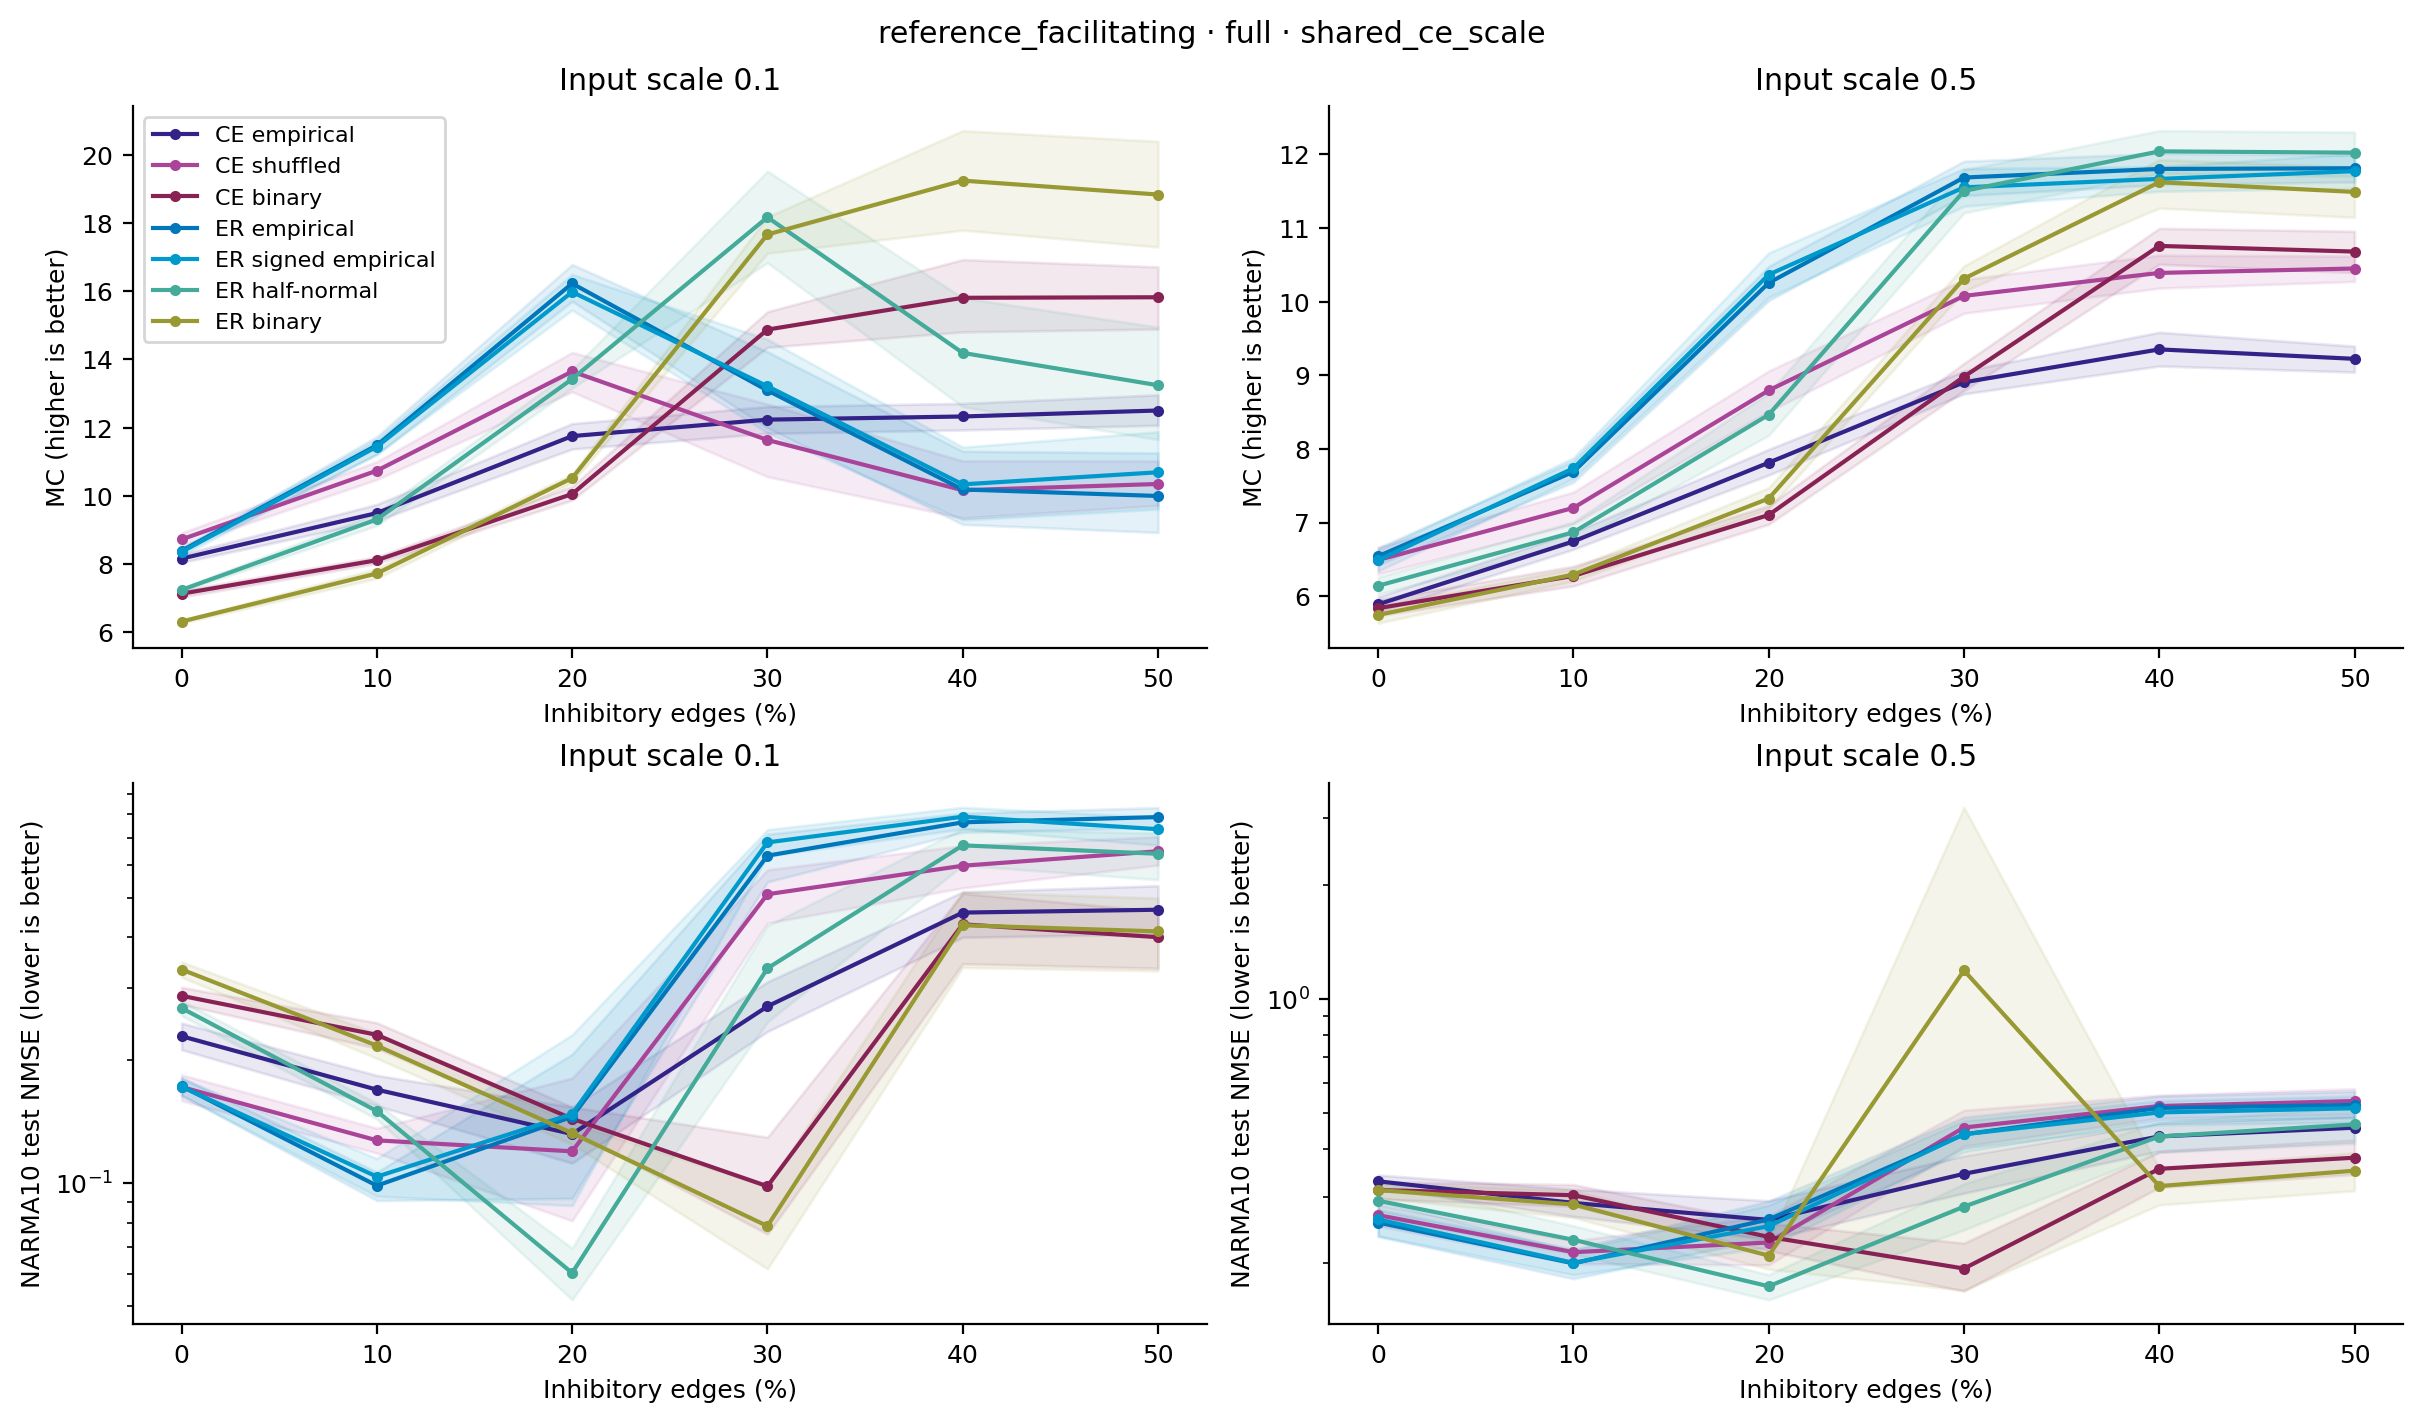 reference_facilitating · full · shared_ce_scale
Input scale 0.1
20
18
16
14
12
10
8
6
MC (higher is better)
CE empirical
CE shuffled
CE binary
ER empirical
ER signed empirical
ER half-normal
ER binary
0 10 20 30 40 50
Inhibitory edges (%)
Input scale 0.5
12
11
10
9
8
7
6
MC (higher is better)
0 10 20 30 40 50
Inhibitory edges (%)
Input scale 0.1
10⁻¹
NARMA10 test NMSE (lower is better)
0 10 20 30 40 50
Inhibitory edges (%)
Input scale 0.5
10⁰
NARMA10 test NMSE (lower is better)
0 10 20 30 40 50
Inhibitory edges (%)